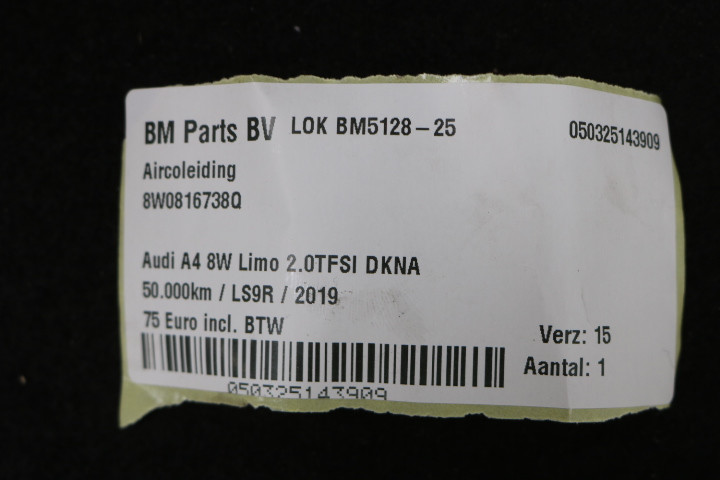 BM Parts BV LOK BM5128-25 050325143909
Aircoleiding
8W0816738Q
Audi A4 8W Limo 2.0TFSI DKNA
50.000km / LS9R / 2019
75 Euro incl. BTW
Verz: 15
Aantal: 1
050325143909